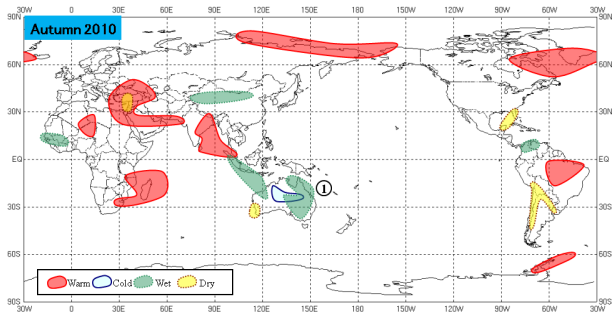 Autumn 2010
90N
60N
30N
EQ
30S
60S
90S
90N
60N
30N
EQ
30S
60S
90S
①
Warm Cold Wet Dry
30W 0 30E 60E 90E 120E 150E 180 150W 120W 90W 60W 30W